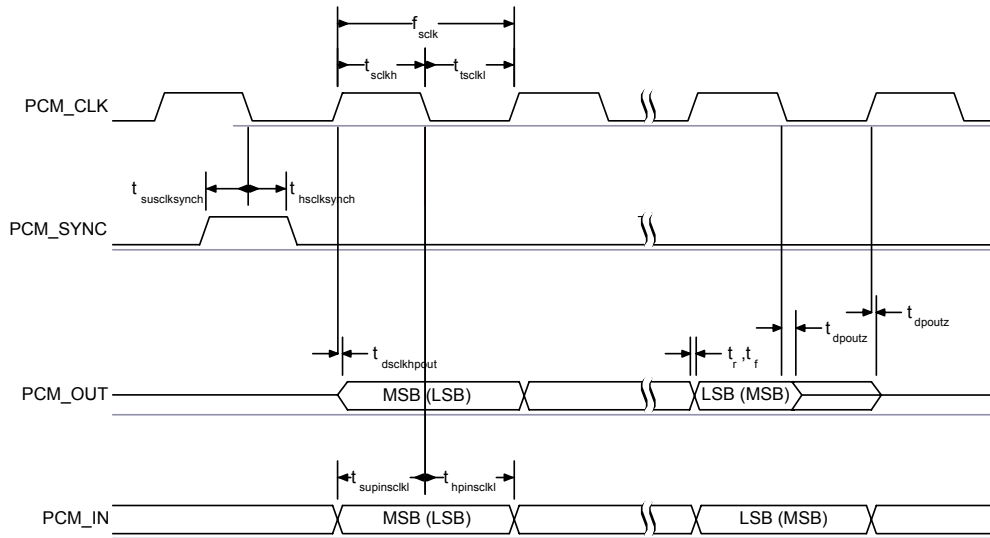 f sclk
t sclkh
t tsclkl
PCM_CLK
t susclksynch
t hsclksynch
PCM_SYNC
t dpoutz
t dpoutz
t dsclkhpout
t r ,t f
PCM_OUT
MSB (LSB)
LSB (MSB)
t supinsclkl
t hpinsclkl
PCM_IN
MSB (LSB)
LSB (MSB)